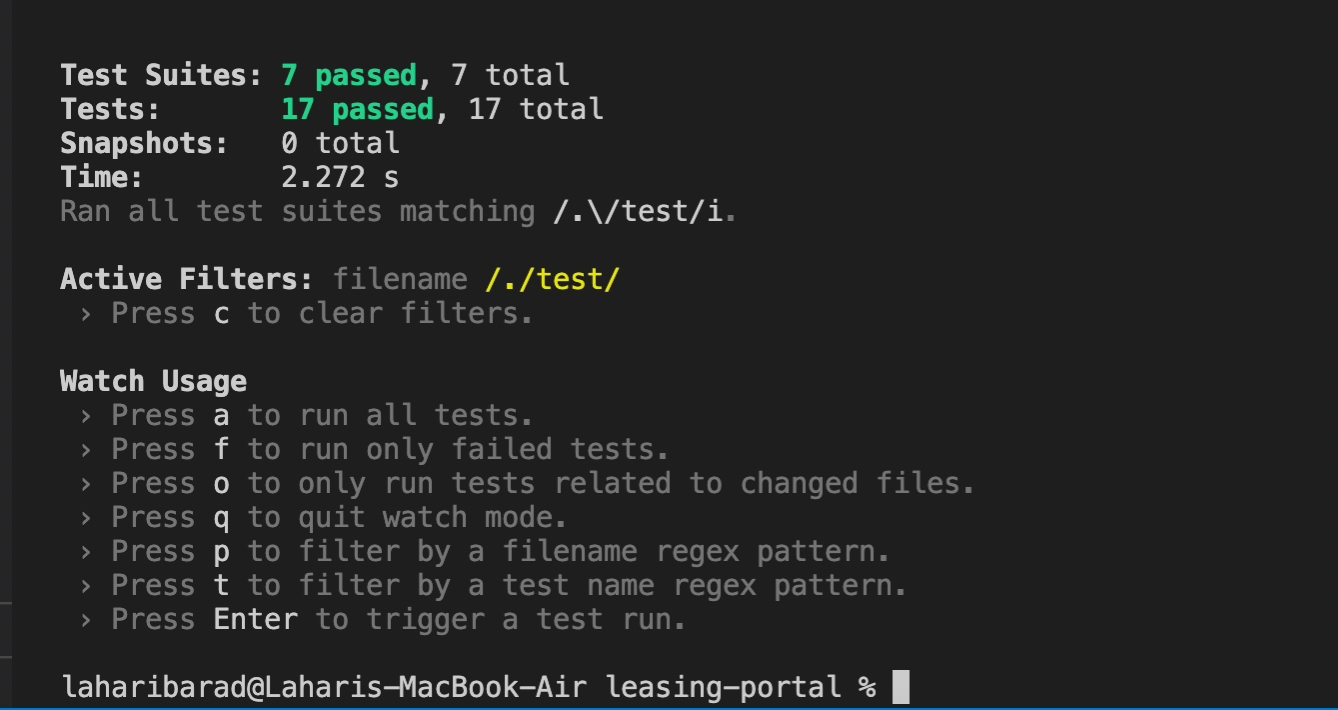 Test Suites: 7 passed, 7 total
Tests:       17 passed, 17 total
Snapshots:   0 total
Time:        2.272 s
Ran all test suites matching /.\/test/i.
Active Filters: filename /./test/
 › Press c to clear filters.
Watch Usage
 › Press a to run all tests.
 › Press f to run only failed tests.
 › Press o to only run tests related to changed files.
 › Press q to quit watch mode.
 › Press p to filter by a filename regex pattern.
 › Press t to filter by a test name regex pattern.
 › Press Enter to trigger a test run.
laharibarad@Laharis-MacBook-Air leasing-portal %